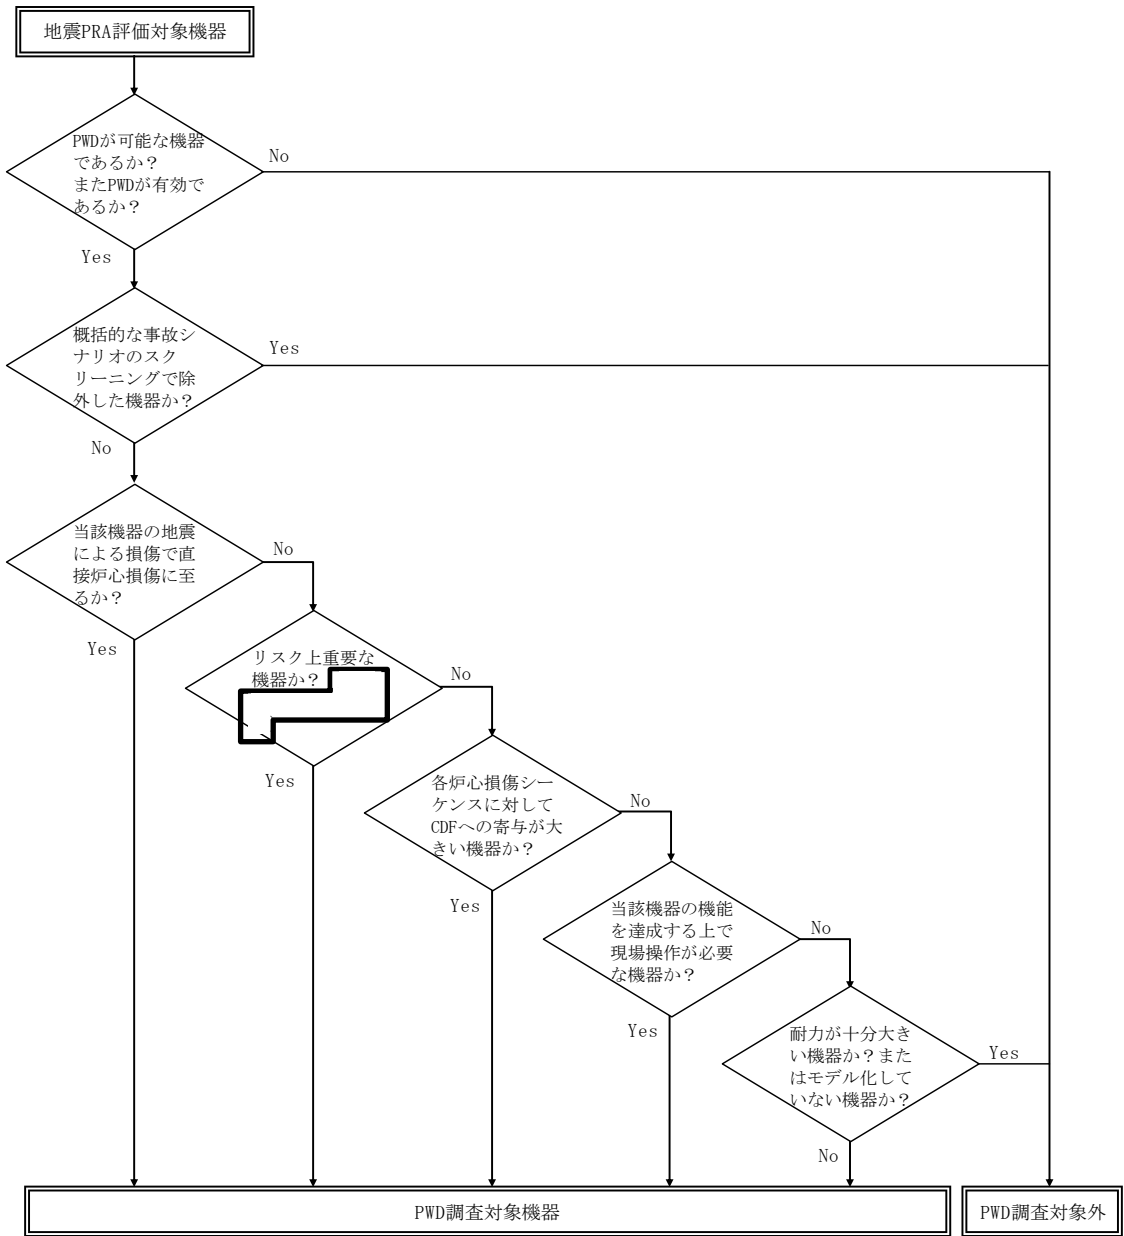 地震PRA評価対象機器
PWDが可能な機器
であるか？
またPWDが有効で
あるか？
No
Yes
概括的な事故シ
ナリオのスク
リーニングで除
外した機器か？
Yes
No
当該機器の地震
による損傷で直
接炉心損傷に至
るか？
No
Yes
リスク上重要な
機器か？
No
Yes
各炉心損傷シー
ケンスに対して
CDFへの寄与が大
きい機器か？
No
Yes
当該機器の機能
を達成する上で
現場操作が必要
な機器か？
No
Yes
耐力が十分大き
い機器か？また
はモデル化して
いない機器か？
Yes
No
PWD調査対象機器
PWD調査対象外